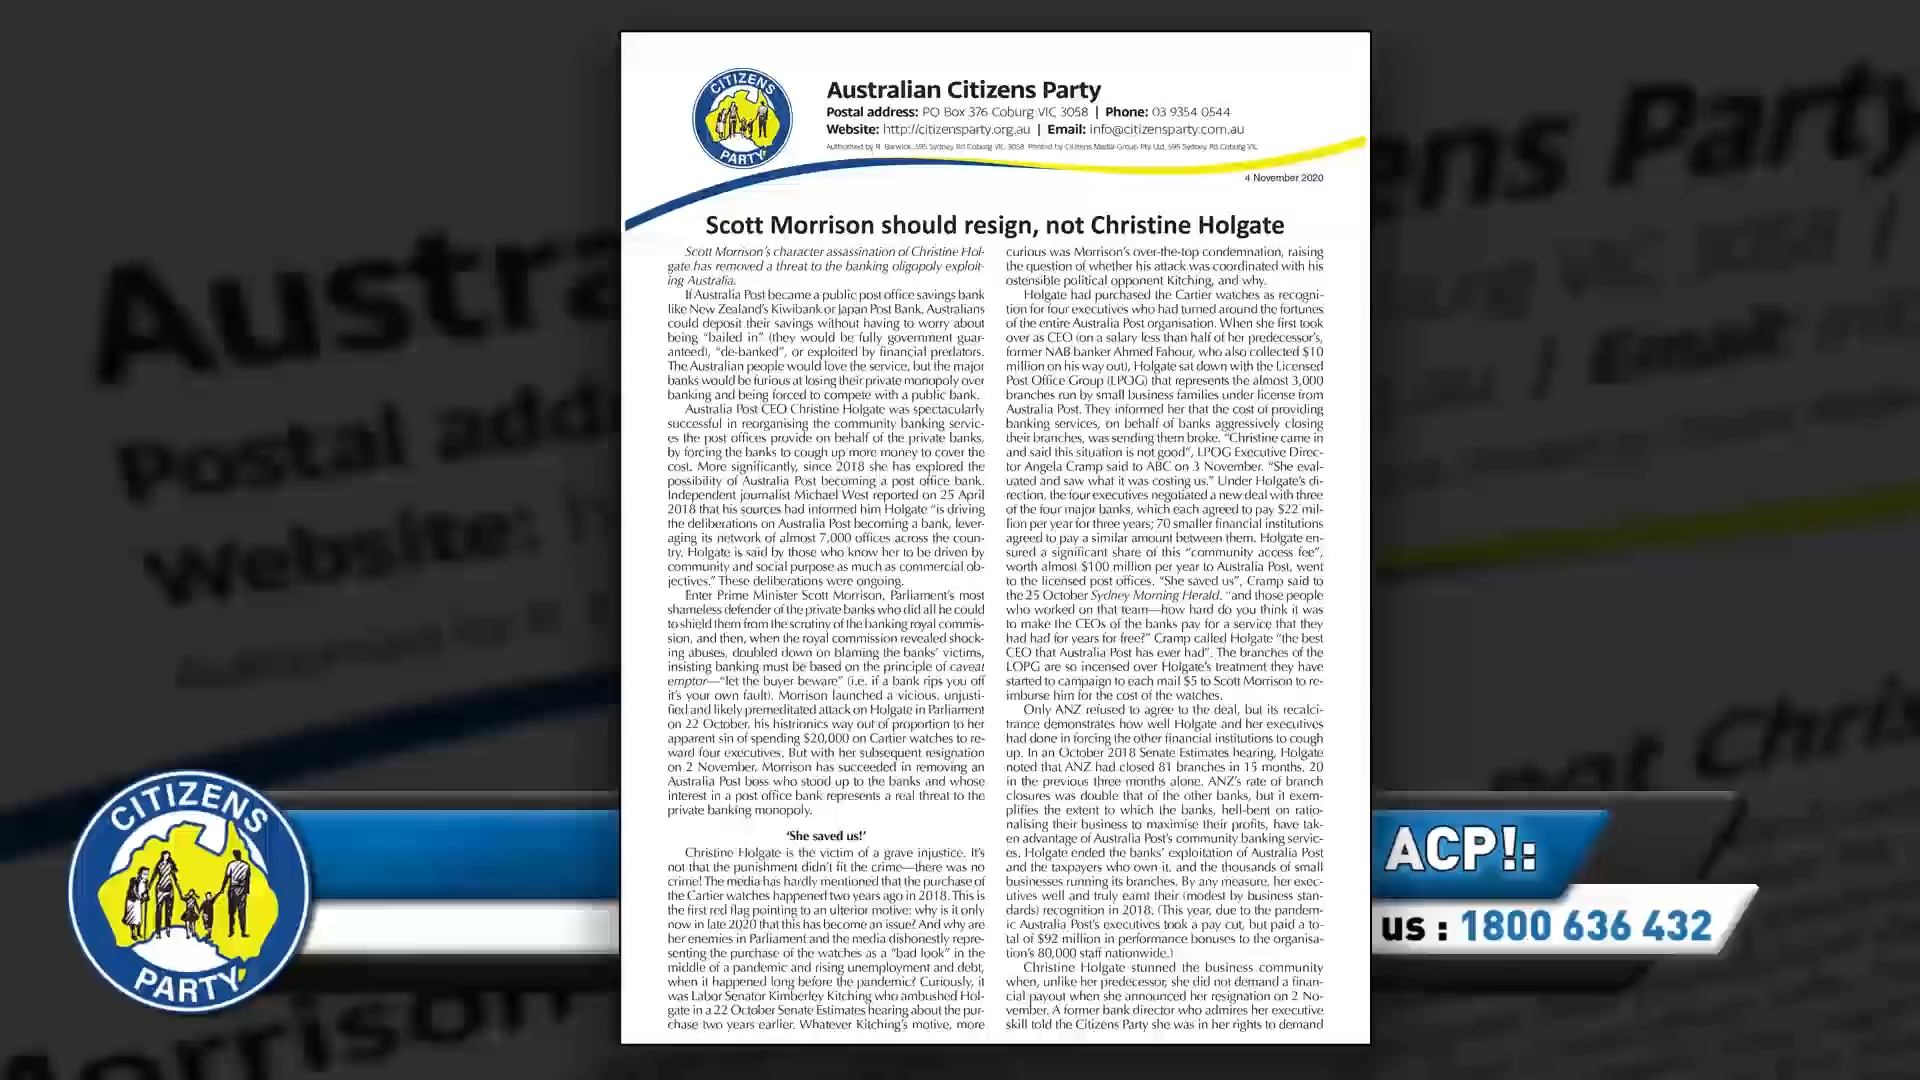 CITIZENS
PARTY
Australian Citizens Party
Postal address: PO Box 376 Coburg VIC 3058 | Phone: 03 9354 0544
Website: http://citizensparty.org.au | Email: info@citizensparty.com.au
Authorised by R. Barwick, 595 Sydney Rd Coburg VIC 3058. Printed by Citizens Media Group Pty Ltd, 595 Sydney Rd Coburg VIC
4 November 2020
Scott Morrison should resign, not Christine Holgate
Scott Morrison's character assassination of Christine Hol-
gate has removed a threat to the banking oligopoly exploit-
ing Australia.
If Australia Post became a public post office savings bank
like New Zealand's Kiwibank or Japan Post Bank, Australians
could deposit their savings without having to worry about
being "bailed in" (they would be fully government guar-
anteed), "de-banked", or exploited by financial predators.
The Australian people would love the service, but the major
banks would be furious at losing their private monopoly over
banking and being forced to compete with a public bank.
Australia Post CEO Christine Holgate was spectacularly
successful in reorganising the community banking servic-
es the post offices provide on behalf of the private banks,
by forcing the banks to cough up more money to cover the
cost. More significantly, since 2018 she has explored the
possibility of Australia Post becoming a post office bank.
Independent journalist Michael West reported on 25 April
2018 that his sources had informed him Holgate "is driving
the deliberations on Australia Post becoming a bank, lever-
aging its network of almost 7,000 offices across the coun-
try. Holgate is said by those who know her to be driven by
community and social purpose as much as commercial ob-
jectives." These deliberations were ongoing.
Enter Prime Minister Scott Morrison, Parliament's most
shameless defender of the private banks who did all he could
to shield them from the scrutiny of the banking royal commis-
sion, and then, when the royal commission revealed shock-
ing abuses, doubled down on blaming the banks' victims,
insisting banking must be based on the principle of caveat
emptor—"let the buyer beware" (i.e. if a bank rips you off
it's your own fault). Morrison launched a vicious, unjusti-
fied and likely premeditated attack on Holgate in Parliament
on 22 October, his histrionics way out of proportion to her
apparent sin of spending $20,000 on Cartier watches to re-
ward four executives. But with her subsequent resignation
on 2 November, Morrison has succeeded in removing an
Australia Post boss who stood up to the banks and whose
interest in a post office bank represents a real threat to the
private banking monopoly.
'She saved us!'
Christine Holgate is the victim of a grave injustice. It's
not that the punishment didn't fit the crime—there was no
crime! The media has hardly mentioned that the purchase of
the Cartier watches happened two years ago in 2018. This is
the first red flag pointing to an ulterior motive: why is it only
now in late 2020 that this has become an issue? And why are
her enemies in Parliament and the media dishonestly repre-
senting the purchase of the watches as a "bad look" in the
middle of a pandemic and rising unemployment and debt,
when it happened long before the pandemic? Curiously, it
was Labor Senator Kimberley Kitching who ambushed Hol-
gate in a 22 October Senate Estimates hearing about the pur-
chase two years earlier. Whatever Kitching's motive, more
curious was Morrison's over-the-top condemnation, raising
the question of whether his attack was coordinated with his
ostensible political opponent Kitching, and why.
Holgate had purchased the Cartier watches as recogni-
tion for four executives who had turned around the fortunes
of the entire Australia Post organisation. When she first took
over as CEO (on a salary less than half of her predecessor's,
former NAB banker Ahmed Fahour, who also collected $10
million on his way out), Holgate sat down with the Licensed
Post Office Group (LPOG) that represents the almost 3,000
branches run by small business families under license from
Australia Post. They informed her that the cost of providing
banking services, on behalf of banks aggressively closing
their branches, was sending them broke. "Christine came in
and said this situation is not good", LPOG Executive Direc-
tor Angela Cramp said to ABC on 3 November. "She eval-
uated and saw what it was costing us." Under Holgate's di-
rection, the four executives negotiated a new deal with three
of the four major banks, which each agreed to pay $22 mil-
lion per year for three years; 70 smaller financial institutions
agreed to pay a similar amount between them. Holgate en-
sured a significant share of this "community access fee",
worth almost $100 million per year to Australia Post, went
to the licensed post offices. "She saved us", Cramp said to
the 25 October Sydney Morning Herald, "and those people
who worked on that team—how hard do you think it was
to make the CEOs of the banks pay for a service that they
had had for years for free?" Cramp called Holgate "the best
CEO that Australia Post has ever had". The branches of the
LOPG are so incensed over Holgate's treatment they have
started to campaign to each mail $5 to Scott Morrison to re-
imburse him for the cost of the watches.
Only ANZ refused to agree to the deal, but its recalci-
trance demonstrates how well Holgate and her executives
had done in forcing the other financial institutions to cough
up. In an October 2018 Senate Estimates hearing, Holgate
noted that ANZ had closed 81 branches in 15 months, 20
in the previous three months alone. ANZ's rate of branch
closures was double that of the other banks, but it exem-
plifies the extent to which the banks, hell-bent on ratio-
nalising their business to maximise their profits, have tak-
en advantage of Australia Post's community banking servic-
es. Holgate ended the banks' exploitation of Australia Post
and the taxpayers who own it, and the thousands of small
businesses running its branches. By any measure, her exec-
utives well and truly earnt their (modest by business stan-
dards) recognition in 2018. (This year, due to the pandem-
ic Australia Post's executives took a pay cut, but paid a to-
tal of $92 million in performance bonuses to the organisa-
tion's 80,000 staff nationwide.)
Christine Holgate stunned the business community
when, unlike her predecessor, she did not demand a finan-
cial payout when she announced her resignation on 2 No-
vember. A former bank director who admires her executive
skill told the Citizens Party she was in her rights to demand
Austra
Postal add
Website:
Morrison
ens Party
Email:
not Chris
CITIZENS
PARTY
ACP!:
us : 1800 636 432